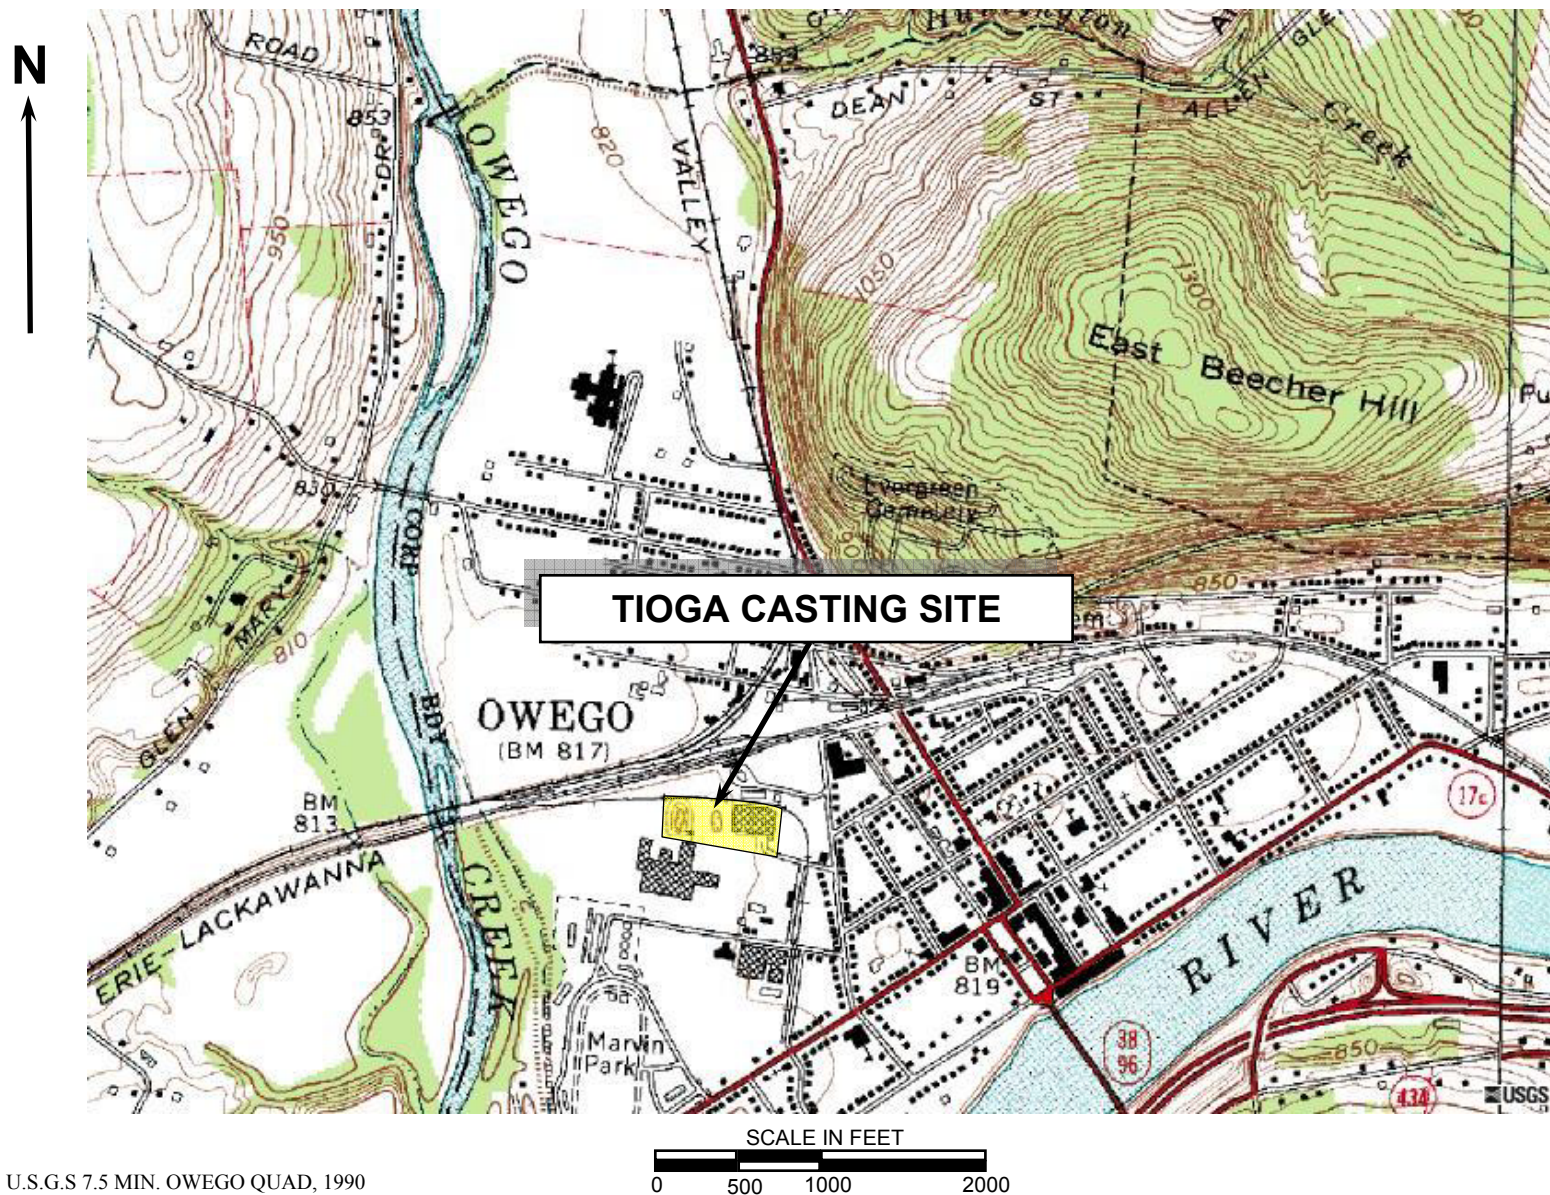 N
ROAD
Huntington
ALLEN
GLEN
889
DEAN
ST
Creek
853
DR
OWEGO
820
VALLEY
950
1050
1300
East Beecher Hill
830
Evergreen
Cemetery
CORP
850
TIOGA CASTING SITE
MARY
GLEN
810
BDY
OWEGO
(BM 817)
BM
813
17c
ERIE-LACKAWANNA
CREEK
RIVER
BM
819
Marvin
Park
38
96
850
434
USGS
SCALE IN FEET
0
500
1000
2000
U.S.G.S 7.5 MIN. OWEGO QUAD, 1990